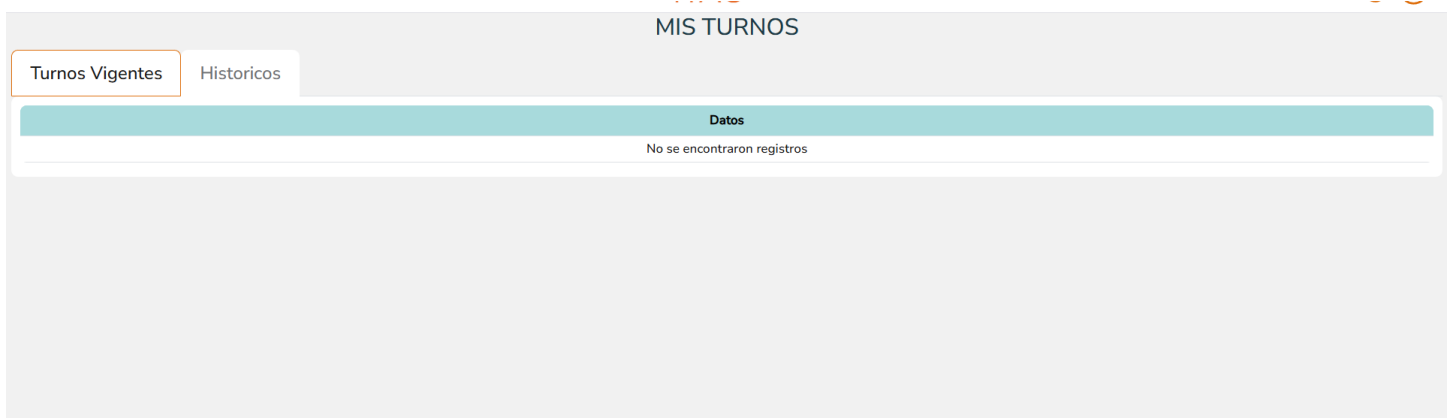 MIS TURNOS
Turnos Vigentes
Historicos
Datos
No se encontraron registros